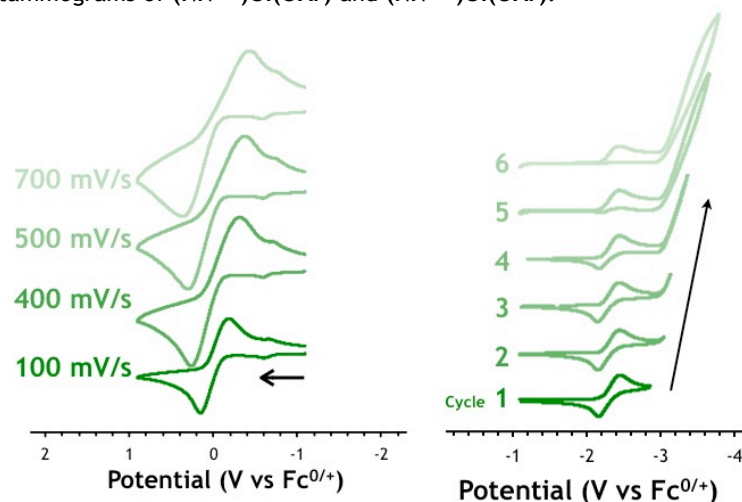 700 mV/s
500 mV/s
400 mV/s
100 mV/s
2 1 0 -1 -2
Potential (V vs Fc0/+)
6
5
4
3
2
Cycle 1
-1 -2 -3 -4
Potential (V vs Fc0/+)